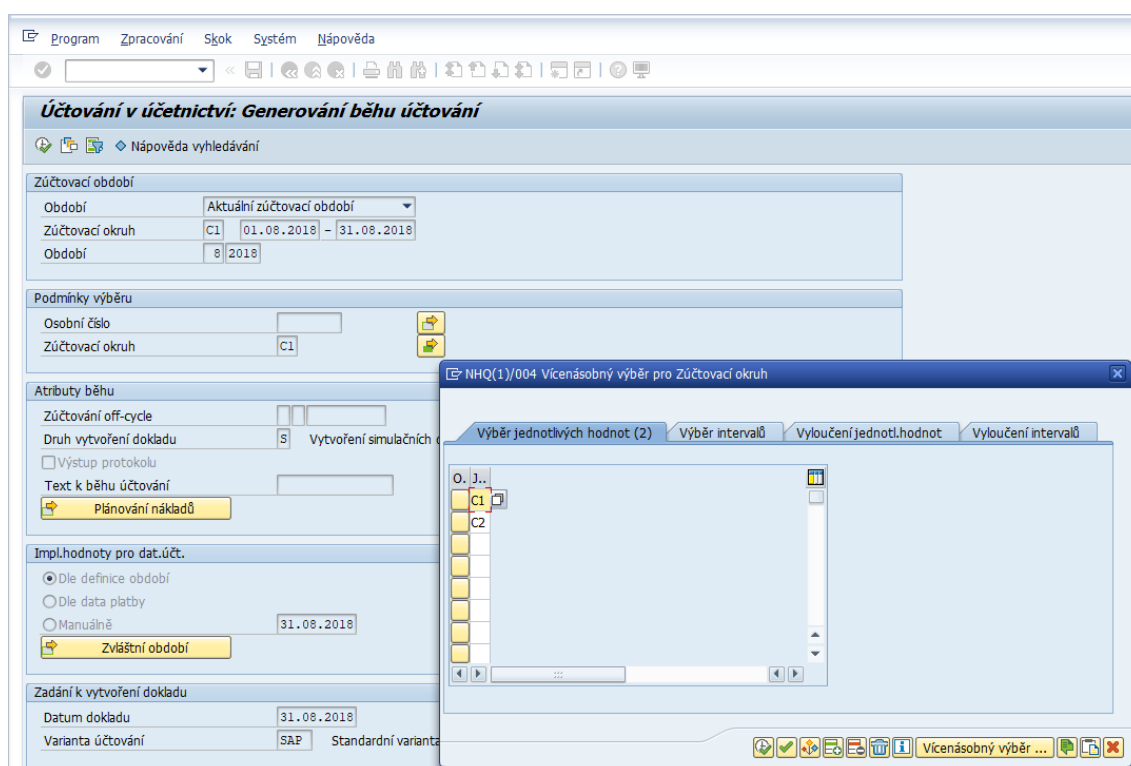 Program Zpracování Skok Systém Nápověda
Účtování v účetnictví: Generování běhu účtování
Nápověda vyhledávání
Zúčtovací období
Období Aktuální zúčtovací období
Zúčtovací okruh C1 01.08.2018 – 31.08.2018
Období 8 2018
Podmínky výběru
Osobní číslo
Zúčtovací okruh C1
Atributy běhu
Zúčtování off-cycle
Druh vytvoření dokladu S Vytvoření simulačních
Výstup protokolu
Text k běhu účtování
Plánování nákladů
Impl.hodnoty pro dat.účt.
Dle definice období
Dle data platby
Manuálně 31.08.2018
Zvláštní období
Zadání k vytvoření dokladu
Datum dokladu 31.08.2018
Varianta účtování SAP Standardní varianta
NHQ(1)/004 Vícenásobný výběr pro Zúčtovací okruh
Výběr jednotlivých hodnot (2) Výběr intervalů Vyloučení jednotl.hodnot Vyloučení intervalů
O. J..
C1
C2
Vícenásobný výběr ...